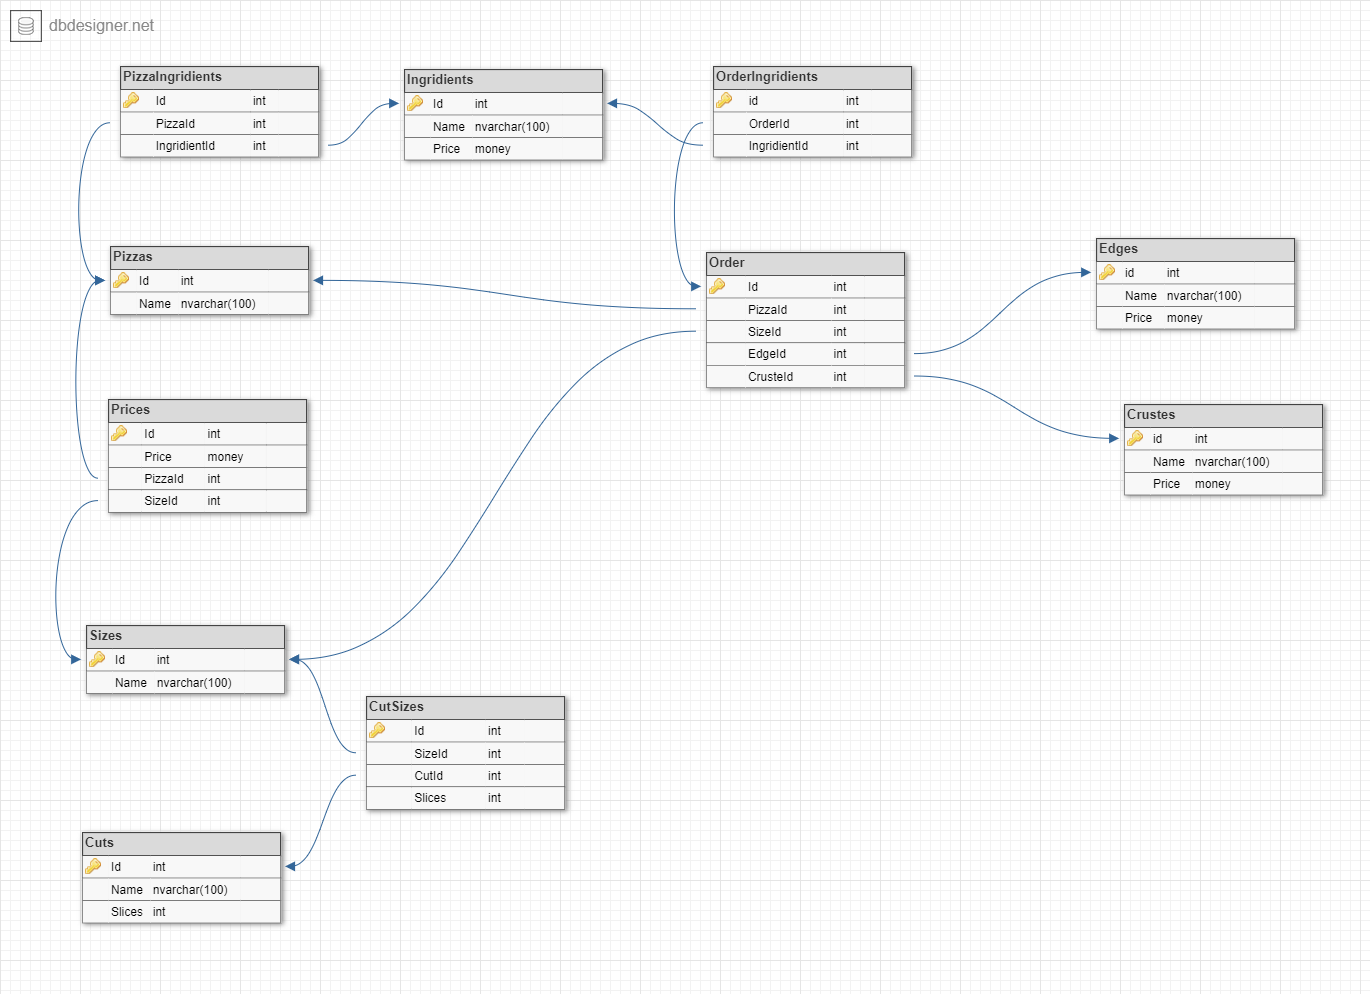 dbdesigner.net
PizzaIngridients
Id int
PizzaId int
IngridientId int
Ingridients
Id int
Name nvarchar(100)
Price money
OrderIngridients
id int
OrderId int
IngridientId int
Pizzas
Id int
Name nvarchar(100)
Order
Id int
PizzaId int
SizeId int
EdgeId int
CrusteId int
Edges
id int
Name nvarchar(100)
Price money
Prices
Id int
Price money
PizzaId int
SizeId int
Crustes
id int
Name nvarchar(100)
Price money
Sizes
Id int
Name nvarchar(100)
CutSizes
Id int
SizeId int
CutId int
Slices int
Cuts
Id int
Name nvarchar(100)
Slices int